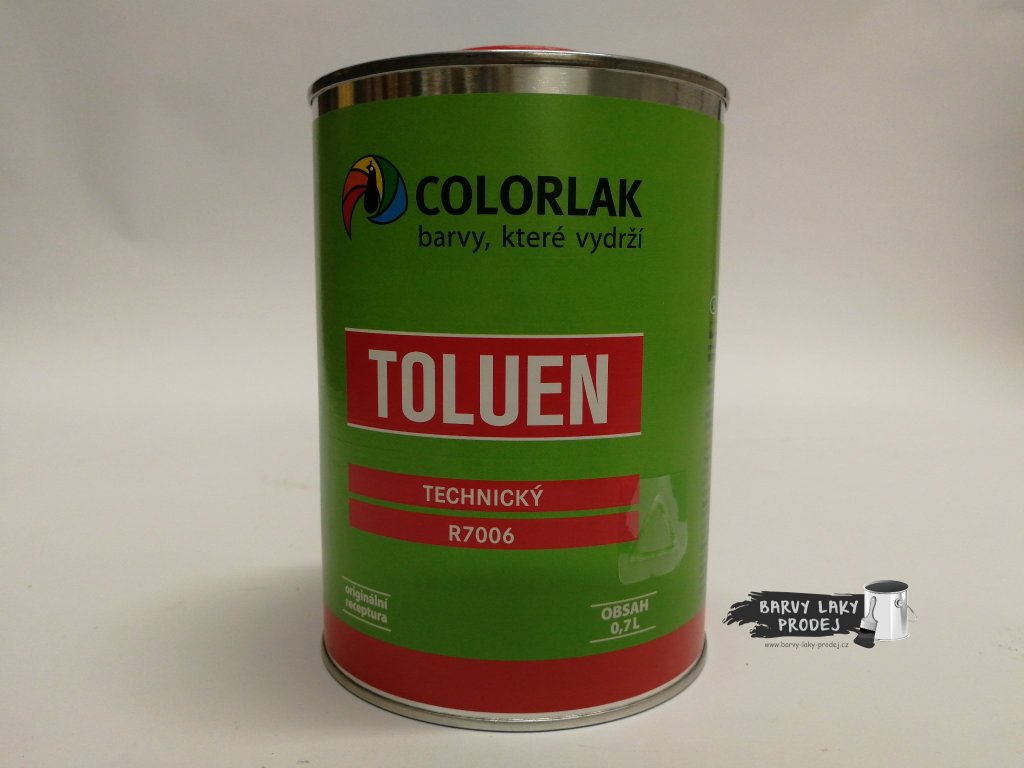 COLORLAK
barvy, které vydrží
TOLUEN
TECHNICKÝ
R7006
originální
receptura
OBSAH
0,7 L
BARVY LAKY
PRODEJ
www.barvy-laky-prodej.cz